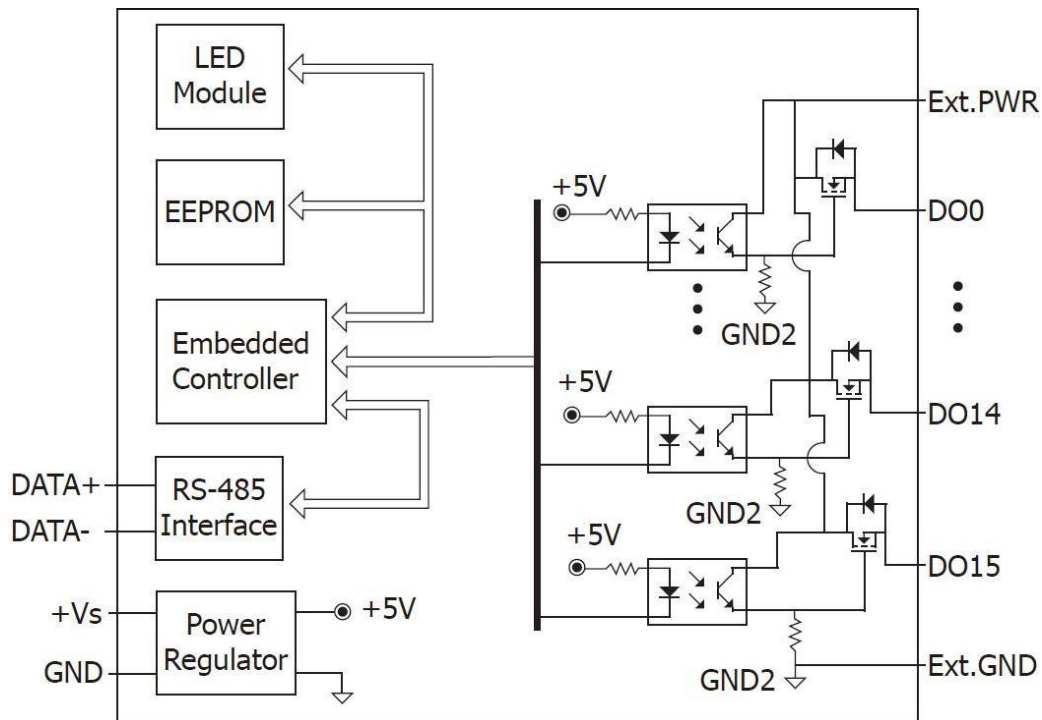 LED
Module
EEPROM
Embedded
Controller
DATA+
DATA-
RS-485
Interface
+Vs
GND
Power
Regulator
+5V
+5V
GND2
+5V
GND2
+5V
GND2
Ext.PWR
DO0
DO14
DO15
Ext.GND